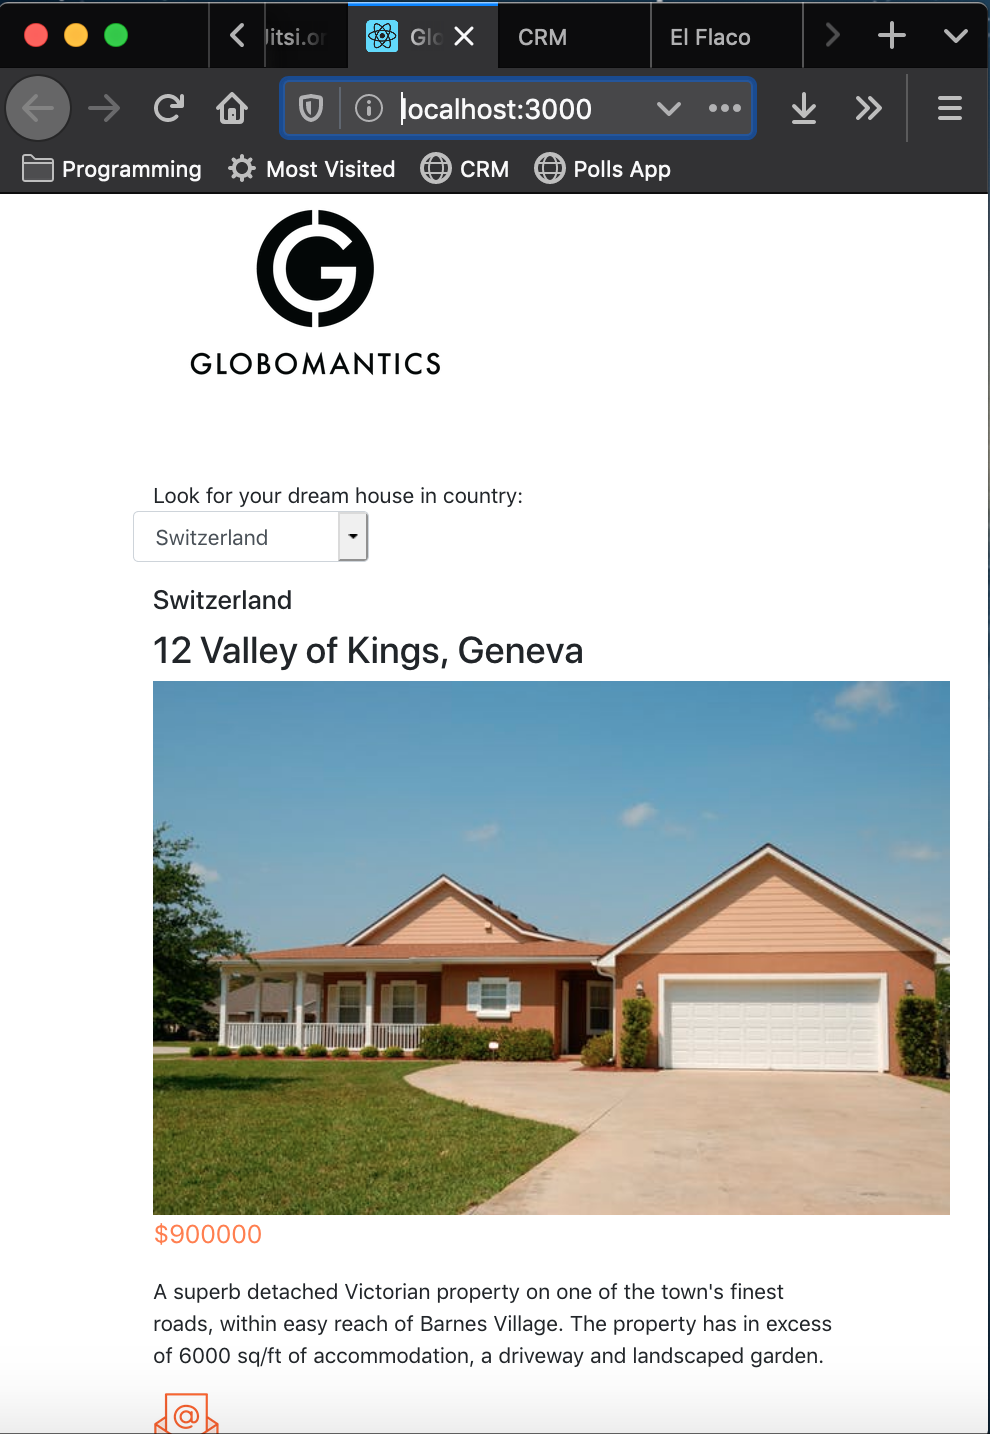 Glo
CRM
El Flaco
localhost:3000
Programming
Most Visited
CRM
Polls App
G
GLOBOMANTICS
Look for your dream house in country:
Switzerland
Switzerland
12 Valley of Kings, Geneva
$900000
A superb detached Victorian property on one of the town's finest
roads, within easy reach of Barnes Village. The property has in excess
of 6000 sq/ft of accommodation, a driveway and landscaped garden.
@